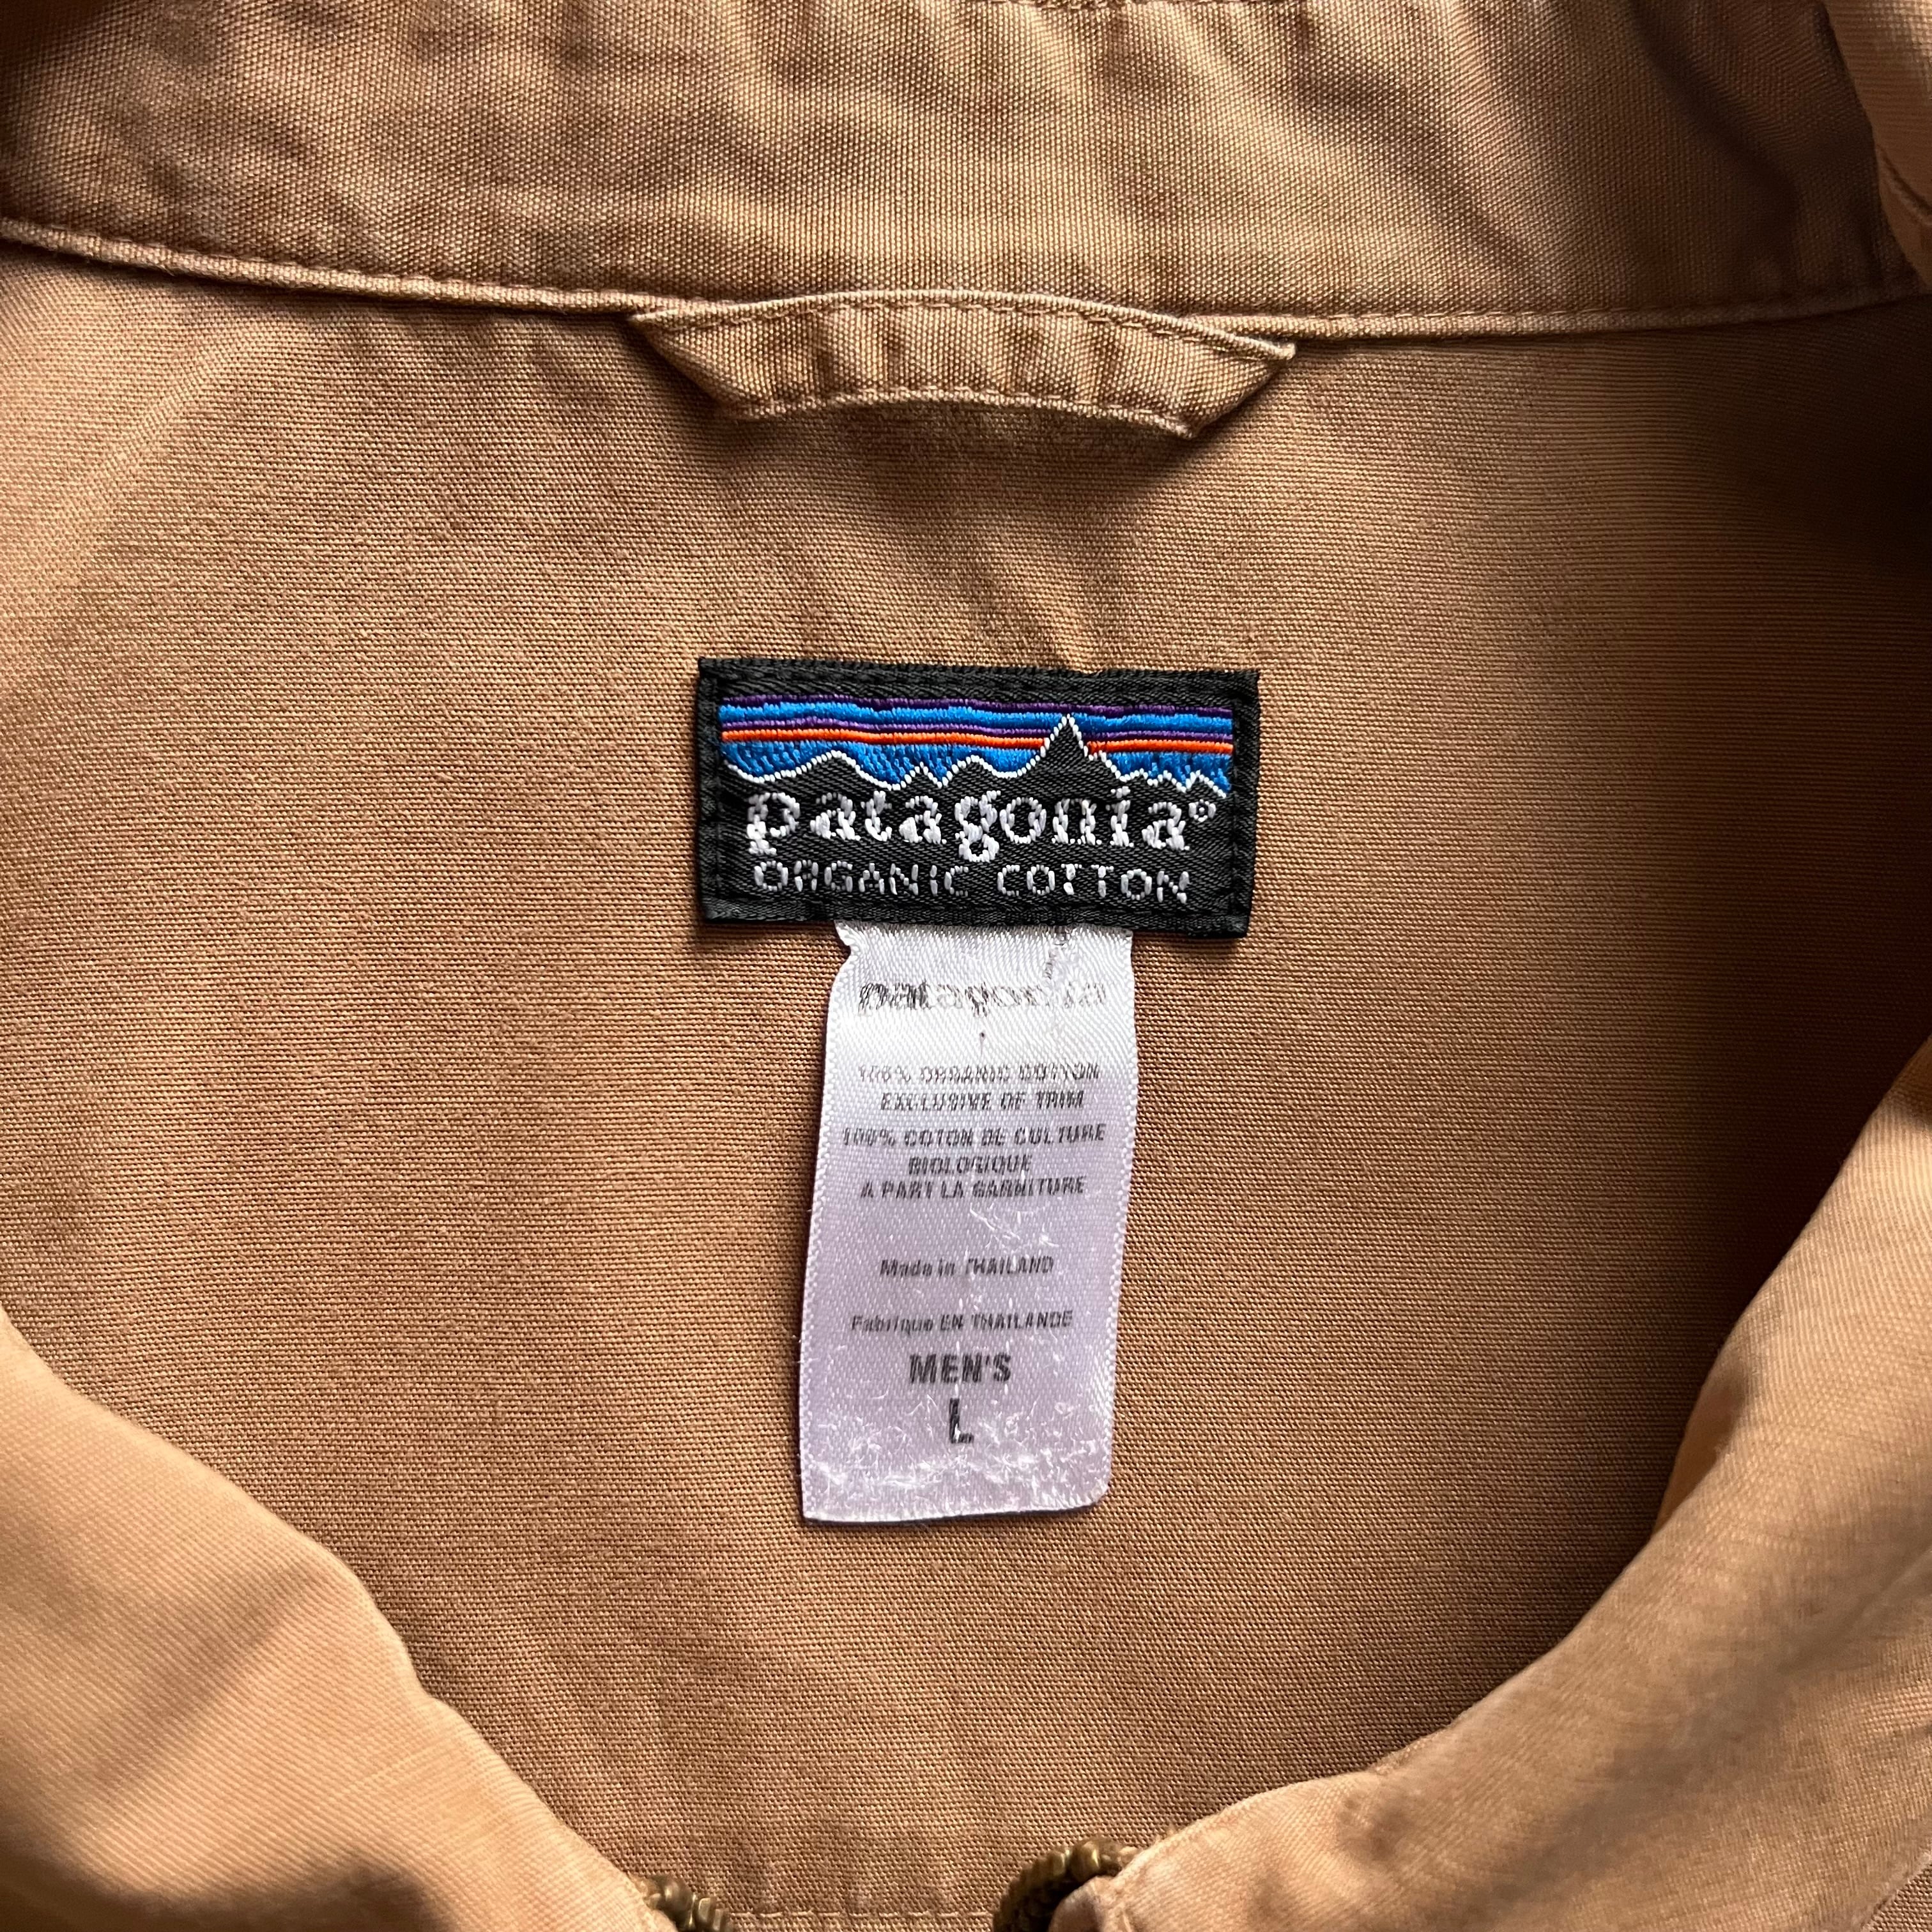 patagonia®
ORGANIC COTTON
patagonia
100% ORGANIC COTTON
EXCLUSIVE OF TRIM
100% COTON DE CULTURE
BIOLOGIQUE
A PART LA GARNITURE
Made in THAILAND
Fabrique EN THAILANDE
MEN'S
L